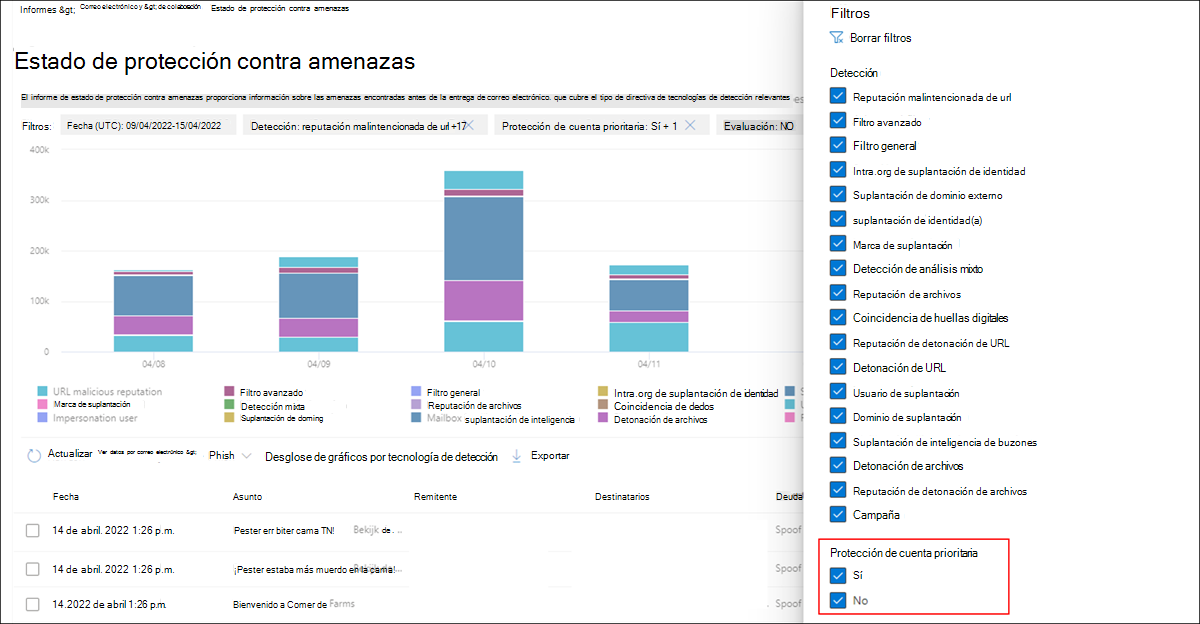 Informes &gt; Correo electrónico y &gt; de colaboración Estado de protección contra amenazas
Estado de protección contra amenazas
El informe de estado de protección contra amenazas proporciona información sobre las amenazas encontradas antes de la entrega de correo electrónico. que cubre el tipo de directiva de tecnologías de detección relevantes es
Filtros: Fecha (UTC): 09/04/2022-15/04/2022 Detección: reputación malintencionada de url +17 Protección de cuenta prioritaria: Sí + 1 Evaluación: NO
400k
300k
200k
100k
0
04/08 04/09 04/10 04/11
URL malicious reputation Filtro avanzado Filtro general Intra.org de suplantación de identidad S
Marca de suplantación Detección mixta Reputación de archivos Coincidencia de dedos
Impersonation user Suplantación de doming Mailbox suplantación de inteligencia Detonación de archivos
Actualizar Ver datos por correo electrónico &gt; Phish Desglose de gráficos por tecnología de detección Exportar
Fecha Asunto Remitente Destinatarios
14 de abril. 2022 1:26 p.m. Pester err biter cama TN! Bekijk de. ... Spoof
14 de abril. 2022 1:26 p.m. ¡Pester estaba más muerdo en la cama! Spoof
14.2022 de abril 1:26 p.m. Bienvenido a Comer de Farms Spoof
Filtros
Borrar filtros
Detección
Reputación malintencionada de url
Filtro avanzado
Filtro general
Intra.org de suplantación de identidad
Suplantación de dominio externo
suplantación de identidad(a)
Marca de suplantación
Detección de análisis mixto
Reputación de archivos
Coincidencia de huellas digitales
Reputación de detonación de URL
Detonación de URL
Usuario de suplantación
Dominio de suplantación
Suplantación de inteligencia de buzones
Detonación de archivos
Reputación de detonación de archivos
Campaña
Protección de cuenta prioritaria
Sí
No